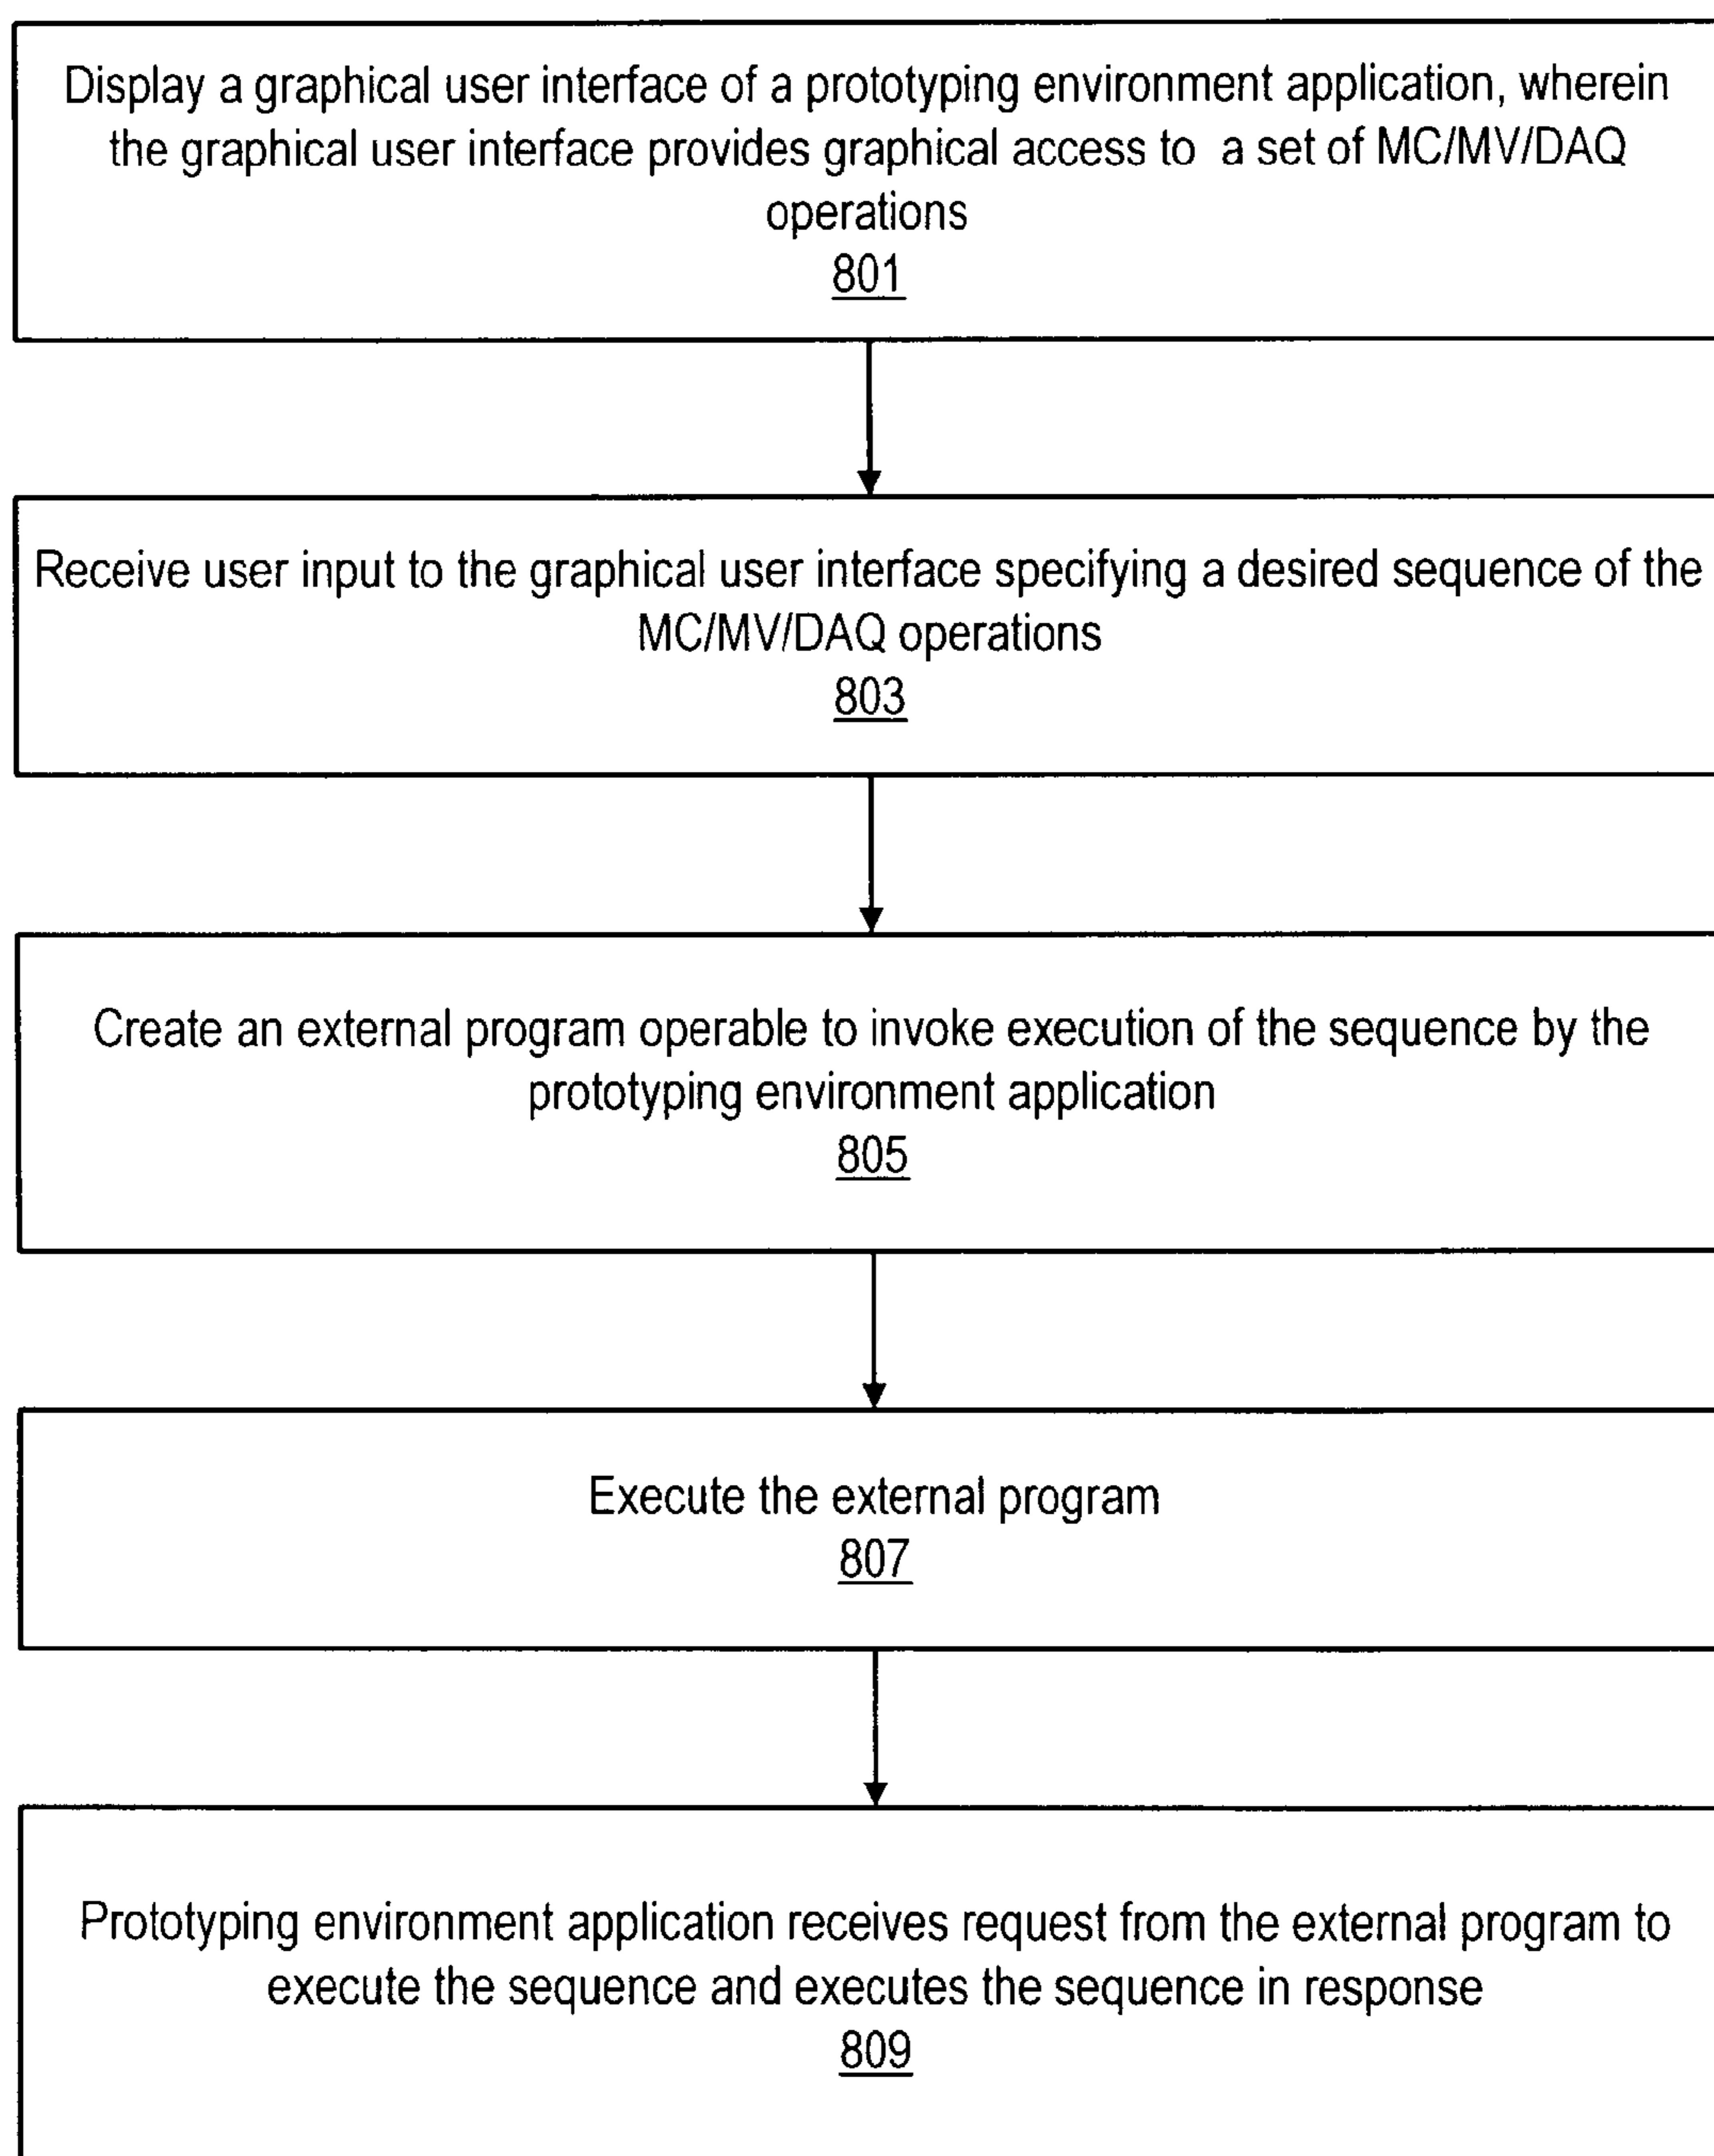 Display a graphical user interface of a prototyping environment application, wherein
the graphical user interface provides graphical access to a set of MC/MV/DAQ
operations
801
Receive user input to the graphical user interface specifying a desired sequence of the
MC/MV/DAQ operations
803
Create an external program operable to invoke execution of the sequence by the
prototyping environment application
805
Execute the external program
807
Prototyping environment application receives request from the external program to
execute the sequence and executes the sequence in response
809